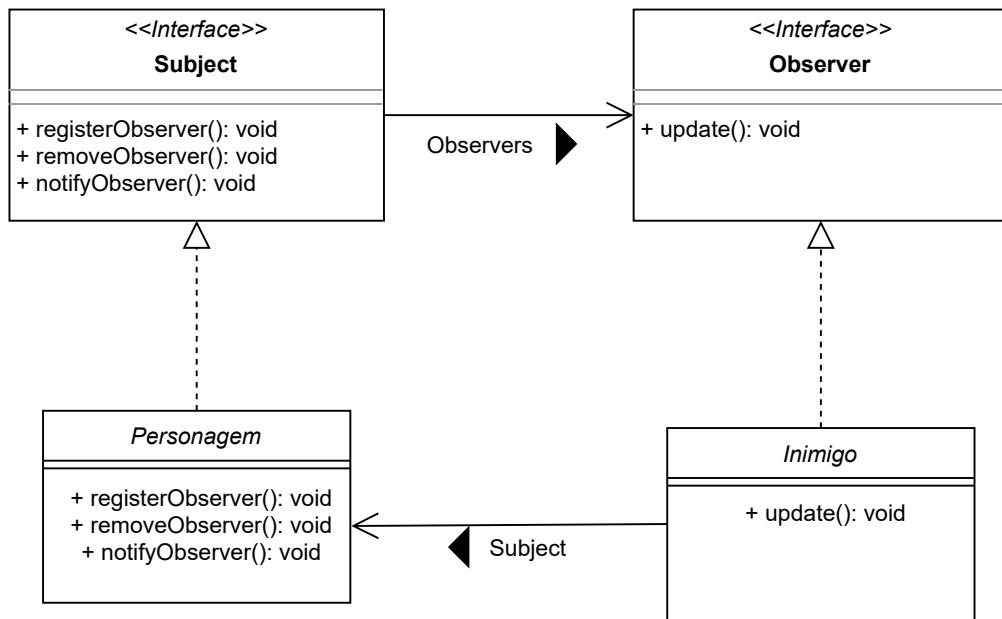 <<Interface>>
Subject
+ registerObserver(): void
+ removeObserver(): void
+ notifyObserver(): void
Observers
<<Interface>>
Observer
+ update(): void
Personagem
+ registerObserver(): void
+ removeObserver(): void
+ notifyObserver(): void
Subject
Inimigo
+ update(): void